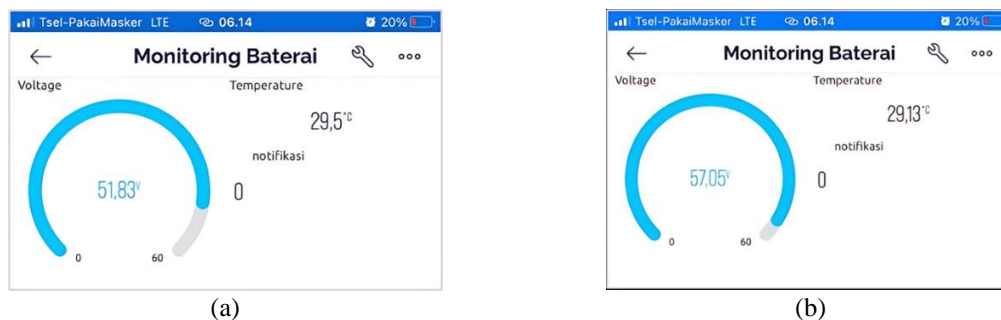 Tsel-PakaiMasker LTE 06.14 20%
Monitoring Baterai
Voltage Temperature
29,5°C
notifikasi
51,83V 0
0 60
(a)
Tsel-PakaiMasker LTE 06.14 20%
Monitoring Baterai
Voltage Temperature
29,13°C
notifikasi
57,05V 0
0 60
(b)